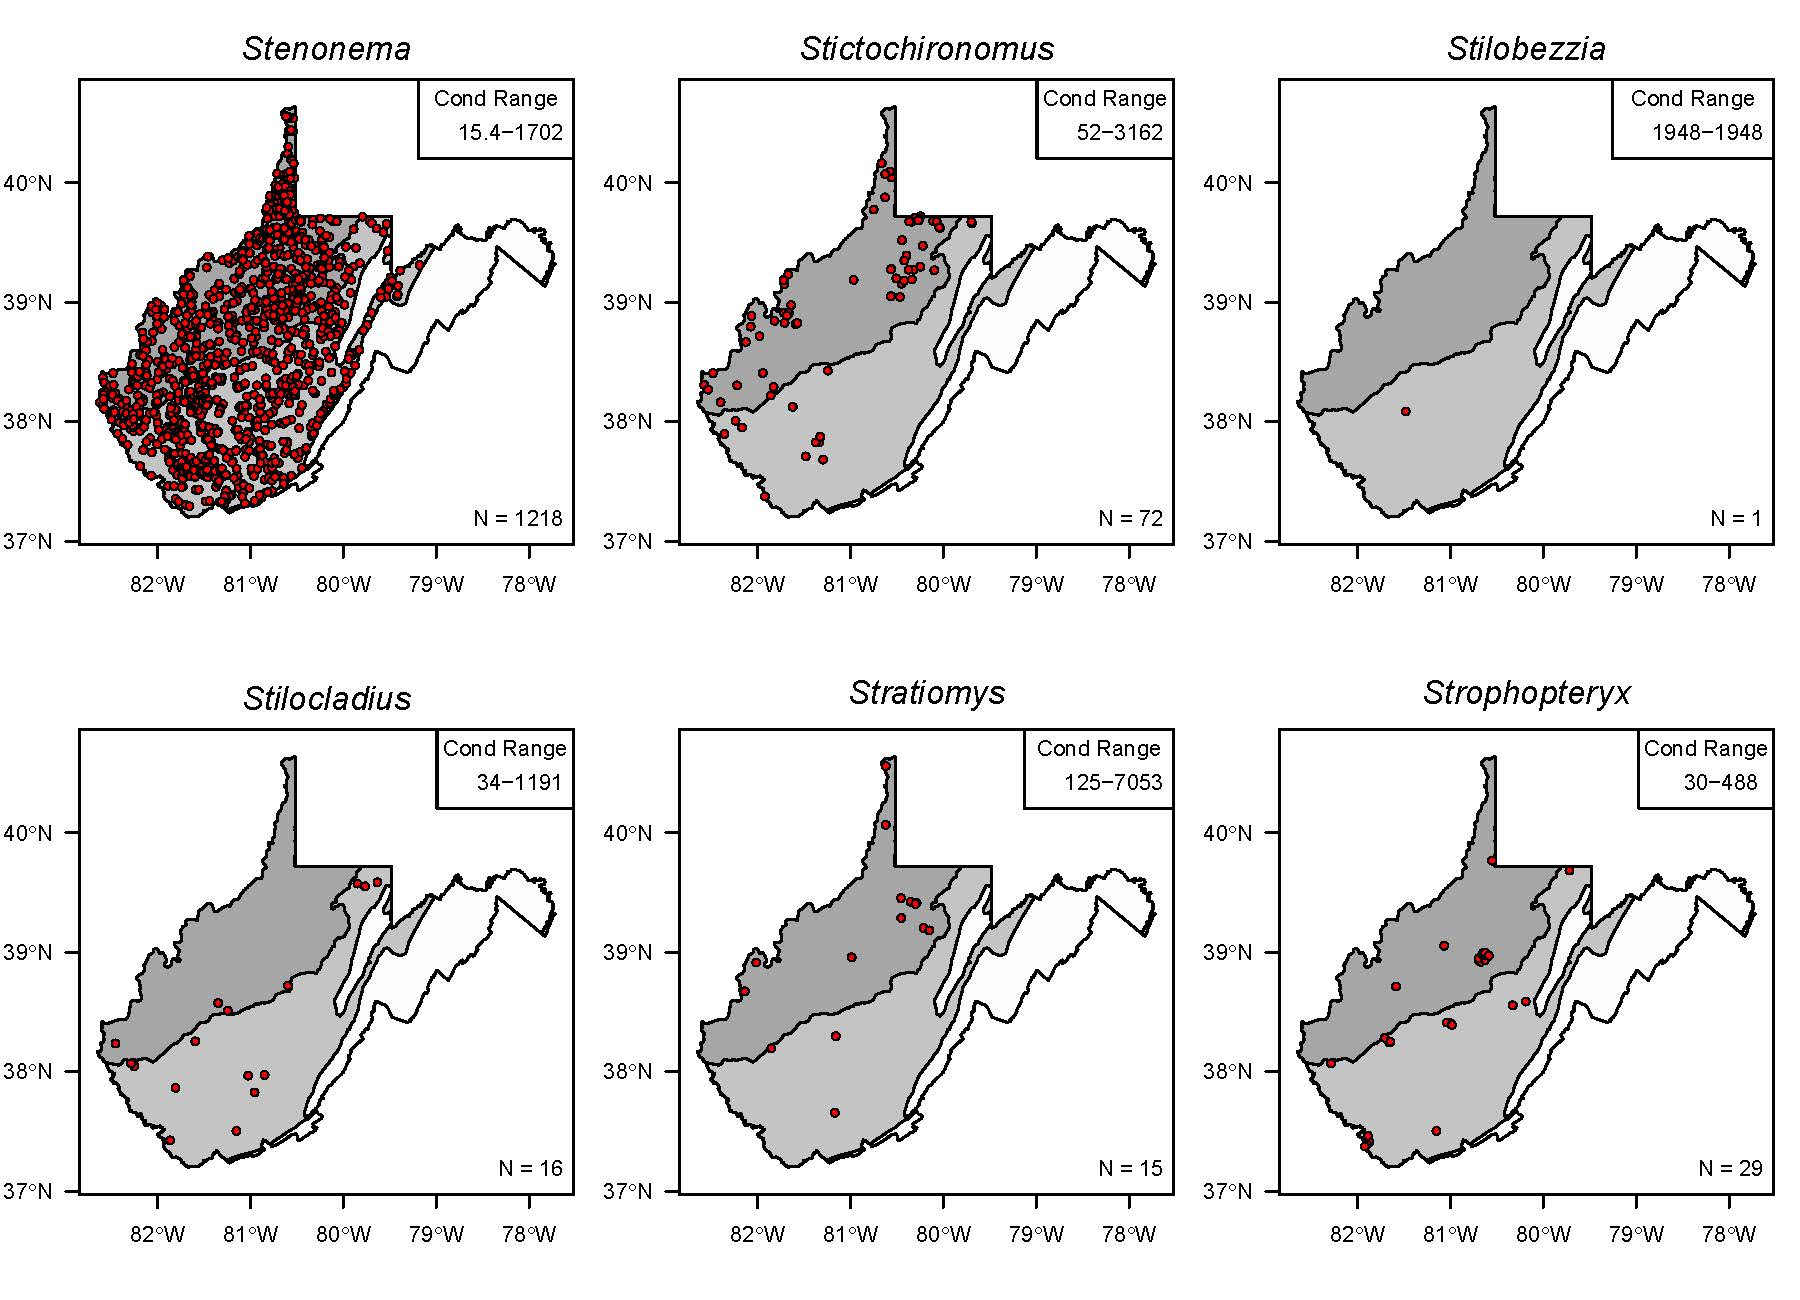 Stenonema
Cond Range
15.4−1702
40°N
39°N
38°N
37°N
N = 1218
82°W 81°W 80°W 79°W 78°W
Stictochironomus
Cond Range
52−3162
40°N
39°N
38°N
37°N
N = 72
82°W 81°W 80°W 79°W 78°W
Stilobezzia
Cond Range
1948−1948
40°N
39°N
38°N
37°N
N = 1
82°W 81°W 80°W 79°W 78°W
Stilocladius
Cond Range
34−1191
40°N
39°N
38°N
37°N
N = 16
82°W 81°W 80°W 79°W 78°W
Stratiomys
Cond Range
125−7053
40°N
39°N
38°N
37°N
N = 15
82°W 81°W 80°W 79°W 78°W
Strophopteryx
Cond Range
30−488
40°N
39°N
38°N
37°N
N = 29
82°W 81°W 80°W 79°W 78°W